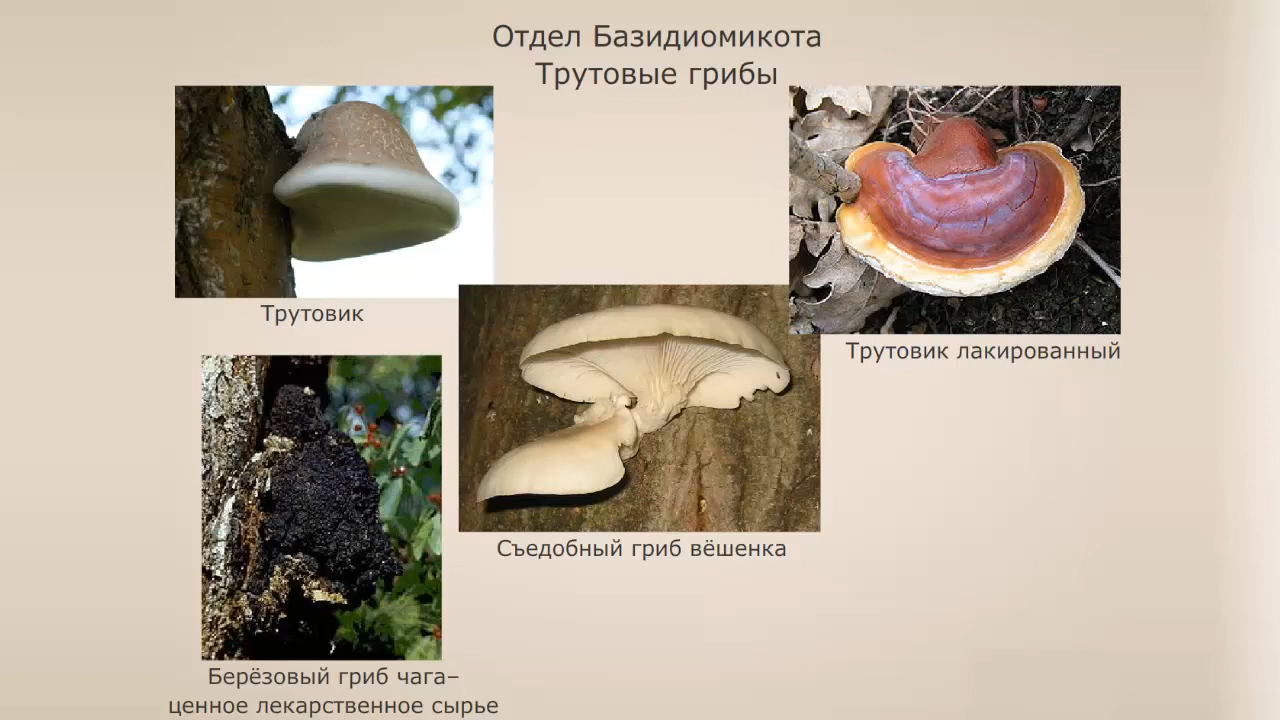 Отдел Базидиомикота
Трутовые грибы
Трутовик
Трутовик лакированный
Съедобный гриб вёшенка
Берёзовый гриб чага–
ценное лекарственное сырье